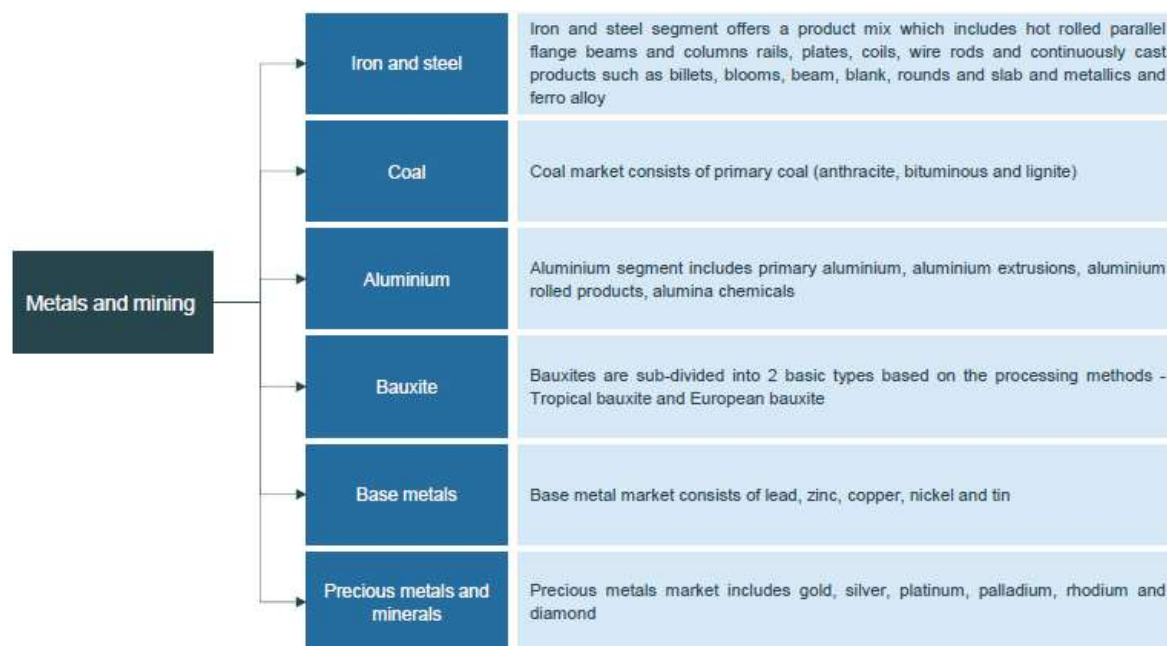 Metals and mining
Iron and steel
Iron and steel segment offers a product mix which includes hot rolled parallel
flange beams and columns rails, plates, coils, wire rods and continuously cast
products such as billets, blooms, beam, blank, rounds and slab and metallics and
ferro alloy
Coal
Coal market consists of primary coal (anthracite, bituminous and lignite)
Aluminium
Aluminium segment includes primary aluminium, aluminium extrusions, aluminium
rolled products, alumina chemicals
Bauxite
Bauxites are sub-divided into 2 basic types based on the processing methods -
Tropical bauxite and European bauxite
Base metals
Base metal market consists of lead, zinc, copper, nickel and tin
Precious metals and
minerals
Precious metals market includes gold, silver, platinum, palladium, rhodium and
diamond